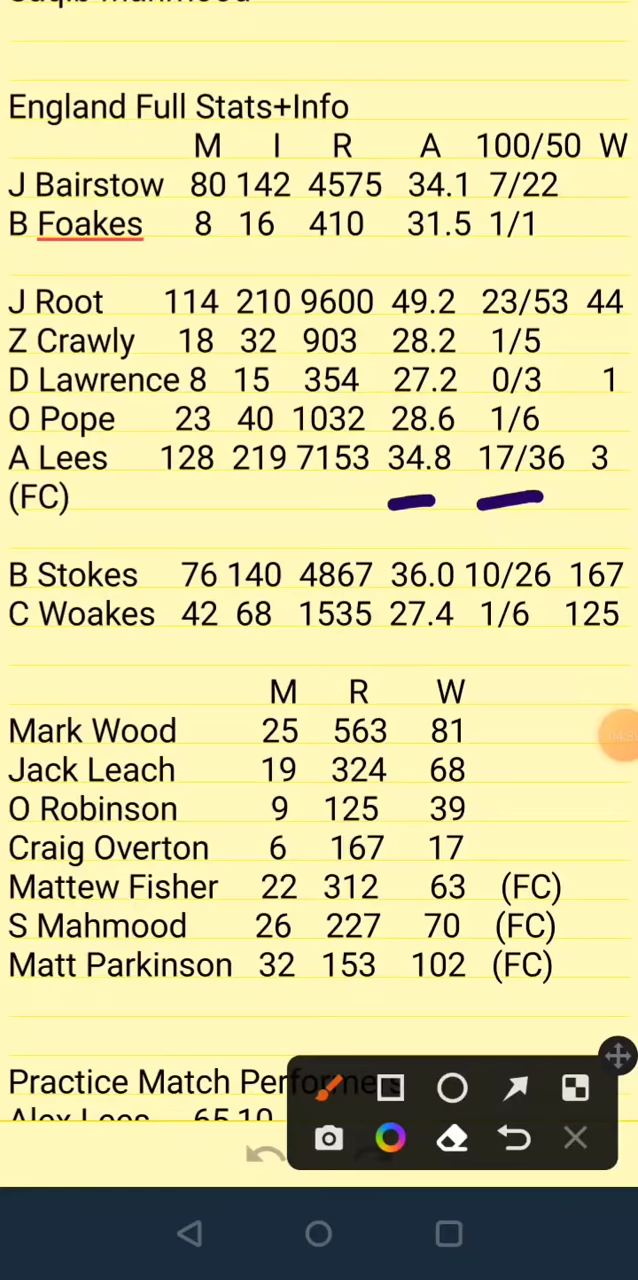 England Full Stats+Info
M I R A 100/50 W
J Bairstow 80 142 4575 34.1 7/22
B Foakes 8 16 410 31.5 1/1
J Root 114 210 9600 49.2 23/53 44
Z Crawly 18 32 903 28.2 1/5
D Lawrence 8 15 354 27.2 0/3 1
O Pope 23 40 1032 28.6 1/6
A Lees 128 219 7153 34.8 17/36 3
(FC)
B Stokes 76 140 4867 36.0 10/26 167
C Woakes 42 68 1535 27.4 1/6 125
M R W
Mark Wood 25 563 81
Jack Leach 19 324 68
O Robinson 9 125 39
Craig Overton 6 167 17
Mattew Fisher 22 312 63 (FC)
S Mahmood 26 227 70 (FC)
Matt Parkinson 32 153 102 (FC)
Practice Match Performers